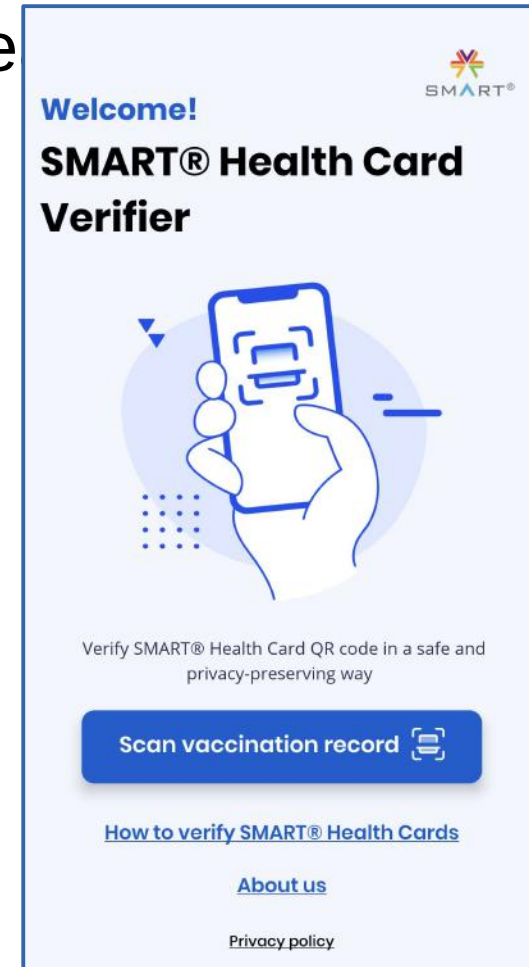 e
SMART®
Welcome!
SMART® Health Card
Verifier
Verify SMART® Health Card QR code in a safe and
privacy-preserving way
Scan vaccination record
How to verify SMART® Health Cards
About us
Privacy policy